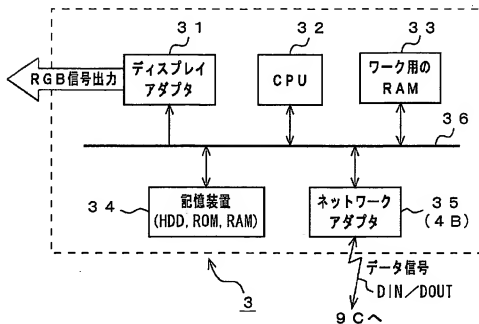 31
32
33
RGB信号出力
ディスプレイ
アダプタ
CPU
ワーク用の
RAM
36
34
記憶装置
(HDD, ROM, RAM)
ネットワーク
アダプタ
35
(4B)
データ信号
DIN/DOUT
3
9Cへ